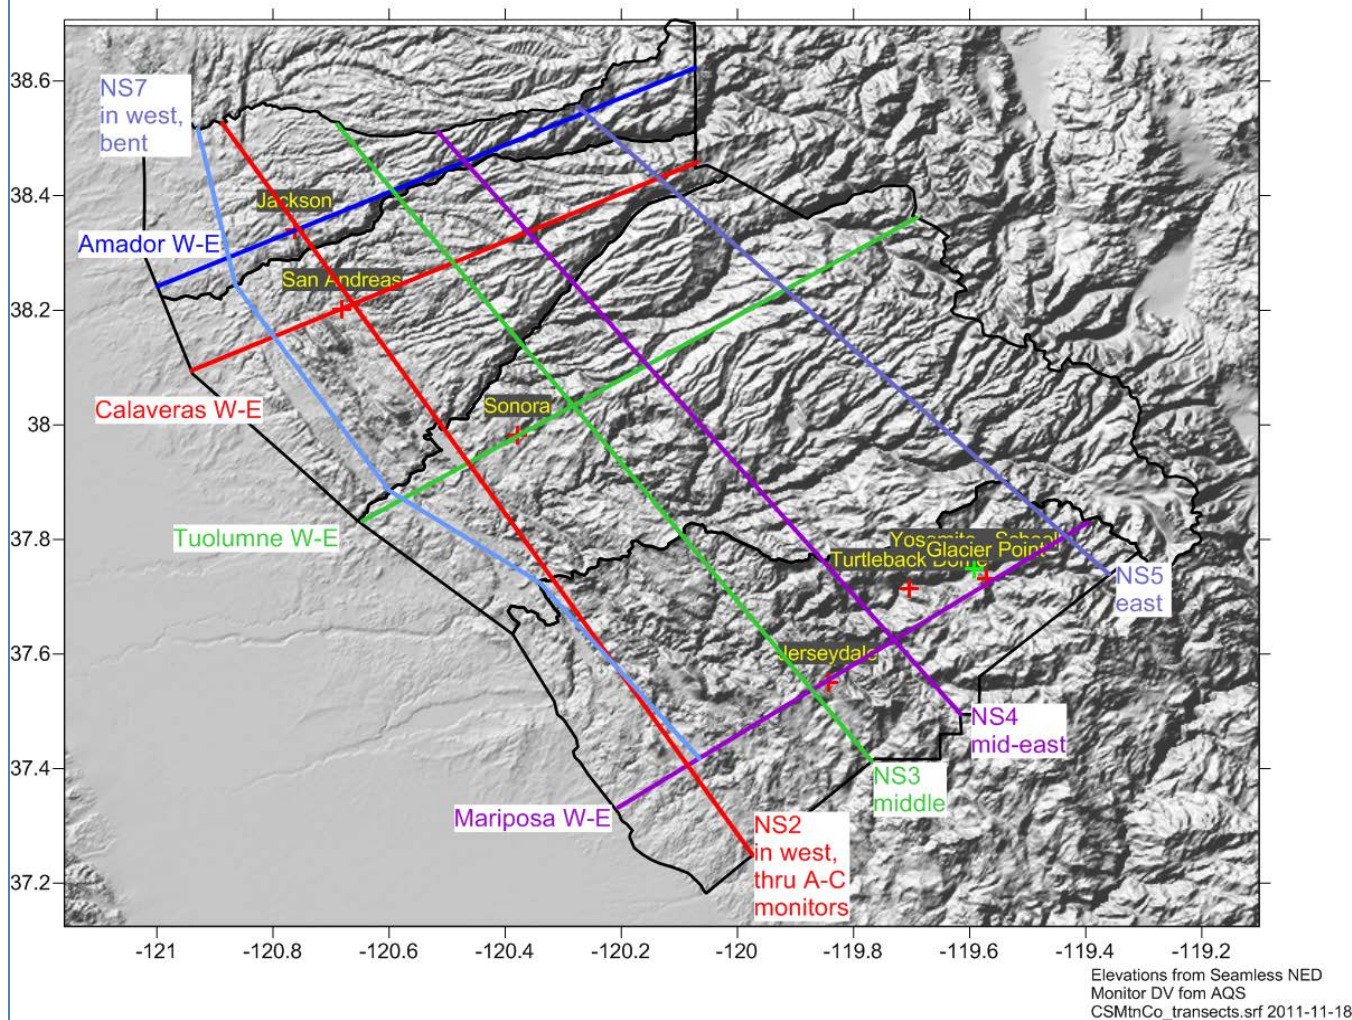 NS7
in west,
bent
38.6
38.4
Jackson
Amador W-E
San Andreas
38.2
Calaveras W-E
Sonora
38
Tuolumne W-E
37.8
Yosemite School
Glacier Point
Turtleback Dome
NS5
east
37.6
Jerseydale
NS4
mid-east
37.4
NS3
middle
Mariposa W-E
NS2
in west,
thru A-C
monitors
37.2
-121
-120.8
-120.6
-120.4
-120.2
-120
-119.8
-119.6
-119.4
-119.2
Elevations from Seamless NED
Monitor DV fom AQS
CSMtnCo_transects.srf 2011-11-18